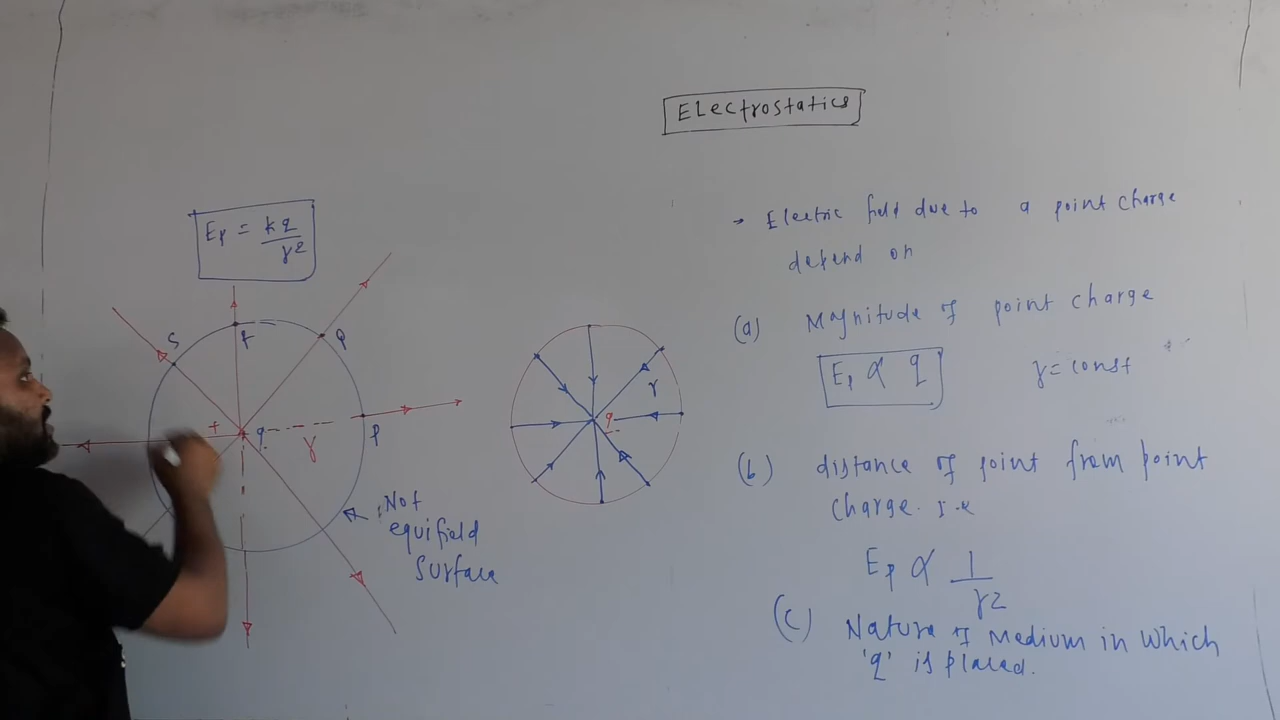 Electrostatics
Ep = kq
r2
S
r
Q
+
q
r
P
Not
equifield
Surface
r
q
→ Electric field due to a point charge
depend on
(a) Magnitude of point charge
Ep ∝ q
r = const
(b) distance of point from point
charge. I.e
Ep ∝ 1
r2
(c) Nature of Medium in which
'q' is placed.